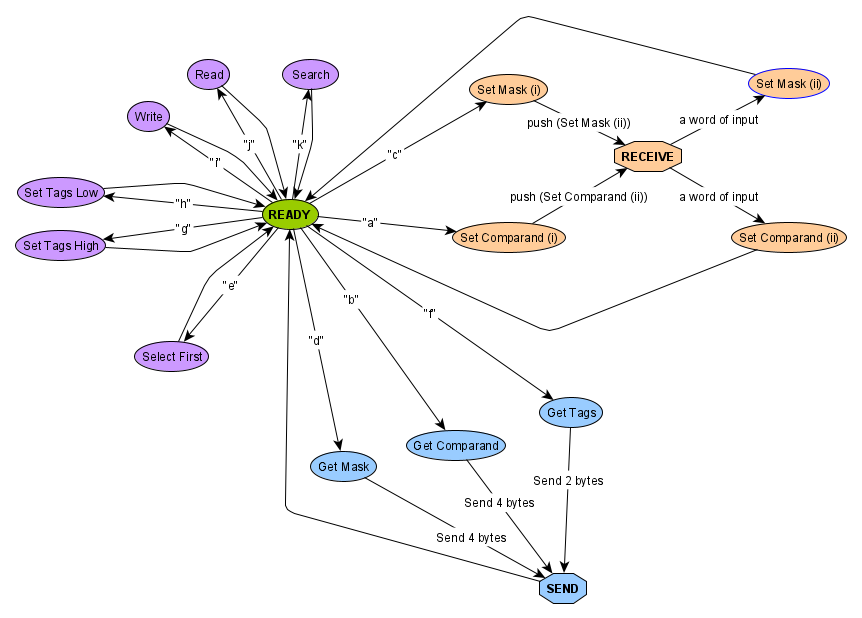 Read
Search
Set Mask (i)
Set Mask (ii)
Write
push (Set Mask (ii))
a word of input
"j"
"k"
"c"
"i"
RECEIVE
Set Tags Low
"h"
push (Set Comparand (ii))
a word of input
READY
"a"
"g"
Set Tags High
Set Comparand (i)
Set Comparand (ii)
"e"
"b"
"f"
"d"
Select First
Get Tags
Get Comparand
Get Mask
Send 2 bytes
Send 4 bytes
Send 4 bytes
SEND